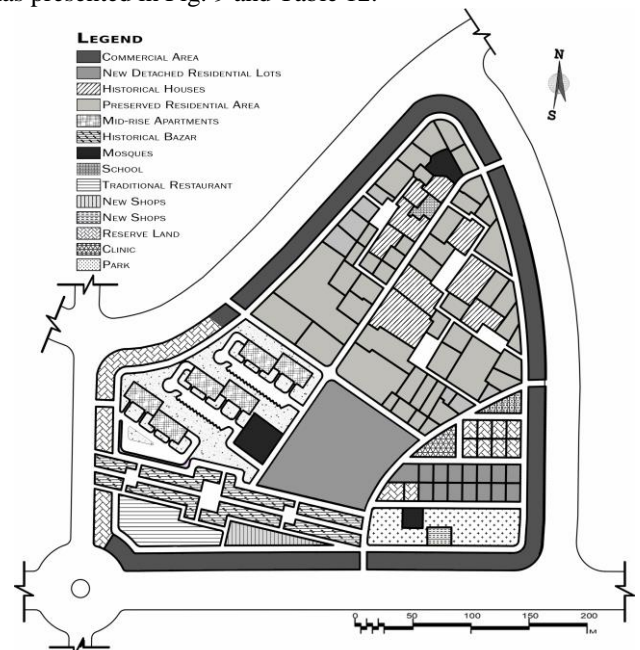 as presented in Fig. 9 and Table 12.
LEGEND
COMMERCIAL AREA
NEW DETACHED RESIDENTIAL LOTS
HISTORICAL HOUSES
PRESERVED RESIDENTIAL AREA
MID-RISE APARTMENTS
HISTORICAL BAZAR
MOSQUES
SCHOOL
TRADITIONAL RESTAURANT
NEW SHOPS
NEW SHOPS
RESERVE LAND
CLINIC
PARK
N
S
0 50 100 150 200
M